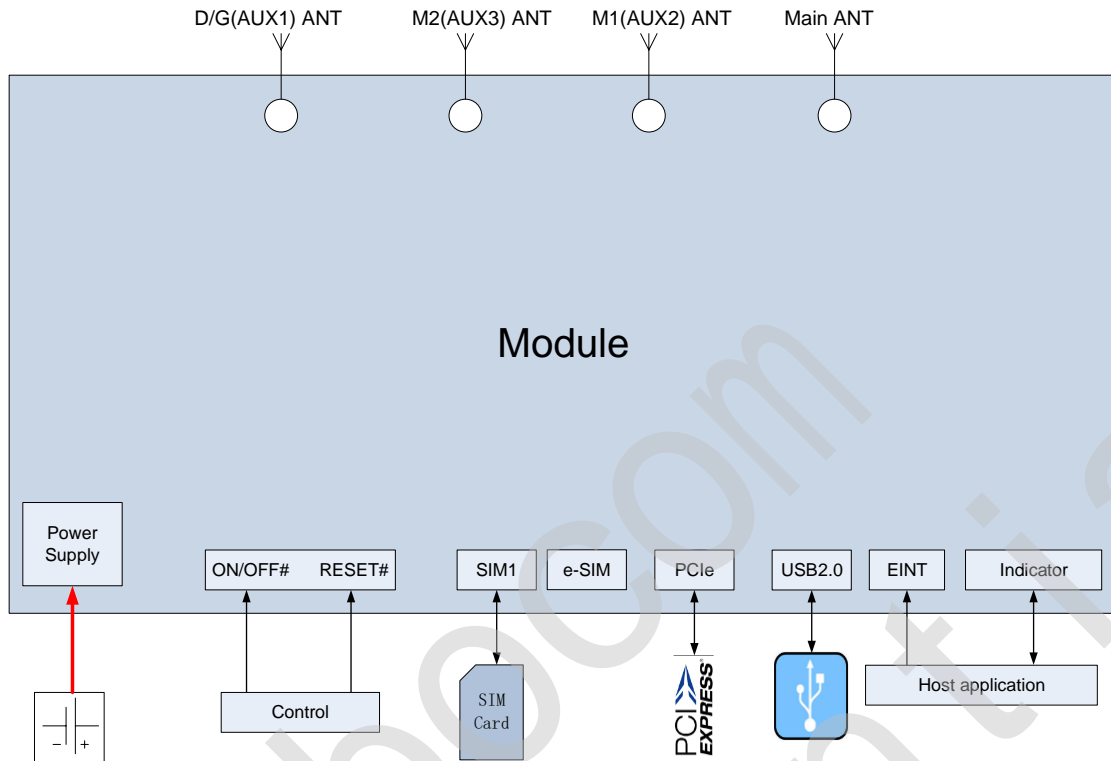 D/G(AUX1) ANT
M2(AUX3) ANT
M1(AUX2) ANT
Main ANT
Module
Power
Supply
ON/OFF#
RESET#
SIM1
e-SIM
PCIe
USB2.0
EINT
Indicator
Control
SIM
Card
PCI
EXPRESS®
Host application
- +